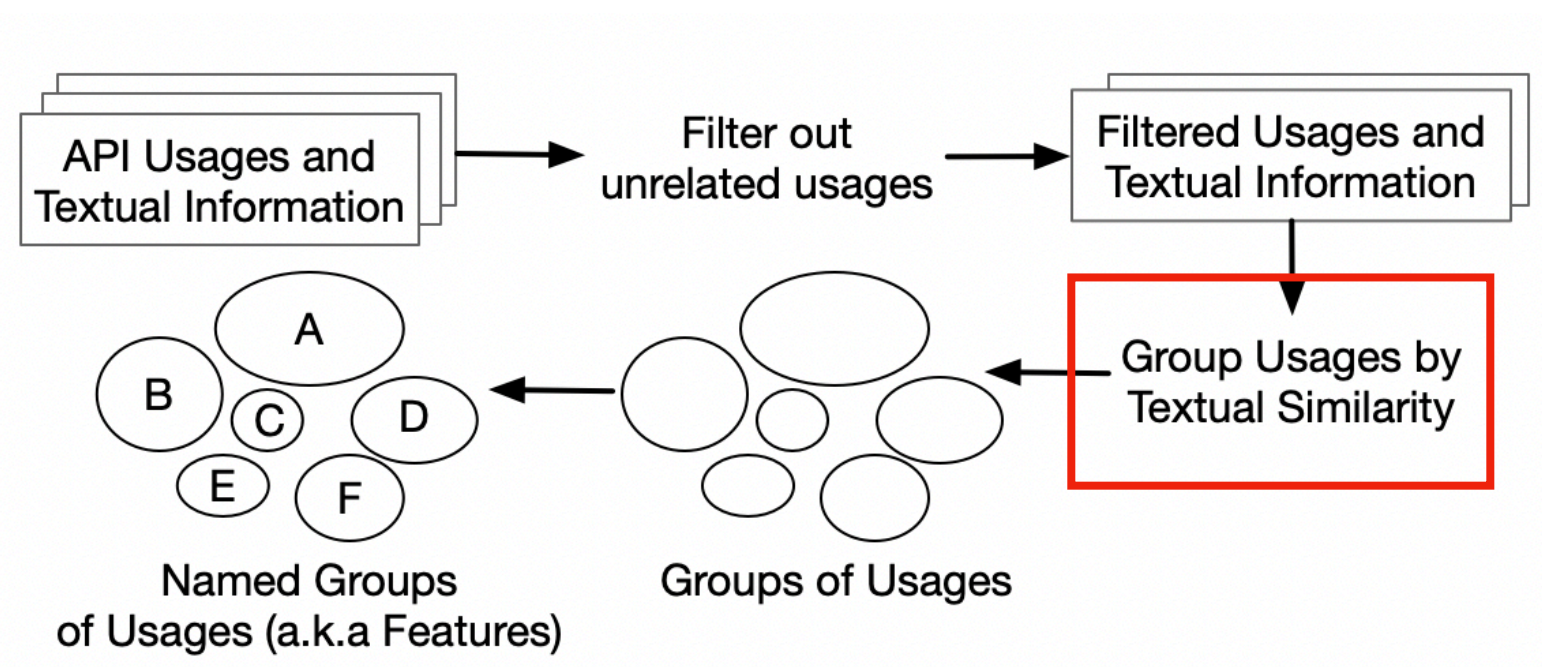 API Usages and
Textual Information
Filter out
unrelated usages
Filtered Usages and
Textual Information
Group Usages by
Textual Similarity
A
B
C
D
E
F
Named Groups
of Usages (a.k.a Features)
Groups of Usages